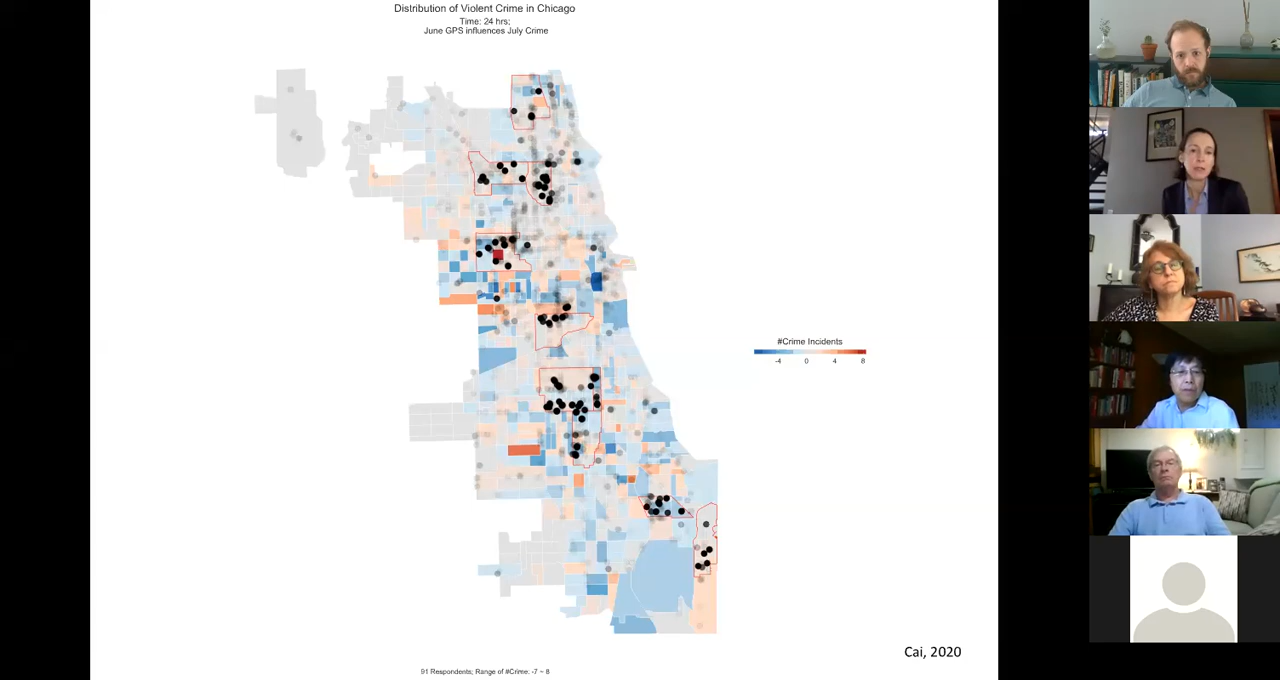 Distribution of Violent Crime in Chicago
Time: 24 hrs;
June GPS influences July Crime
#Crime Incidents
-4 0 4 8
Cai, 2020
91 Respondents; Range of #Crime: -7 ~ 8